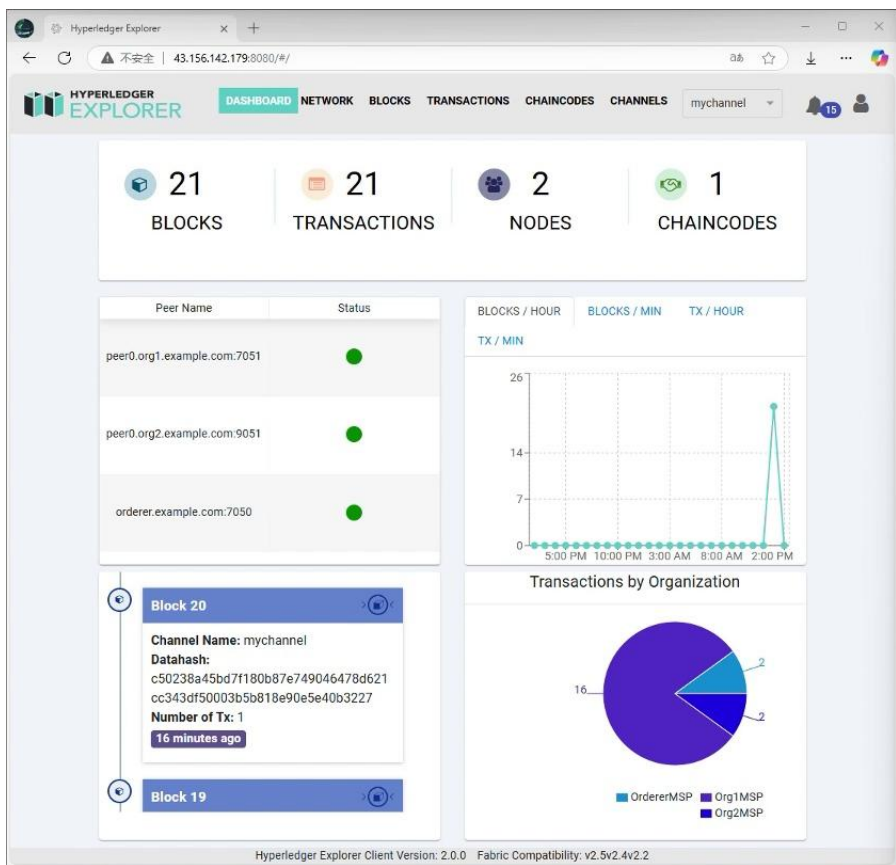 Hyperledger Explorer
不安全 | 43.156.142.179:8080/#/
aあ
HYPERLEDGER
EXPLORER
DASHBOARD NETWORK BLOCKS TRANSACTIONS CHAINCODES CHANNELS mychannel 15
21 21 2 1
BLOCKS TRANSACTIONS NODES CHAINCODES
Peer Name Status
peer0.org1.example.com:7051
peer0.org2.example.com:9051
orderer.example.com:7050
BLOCKS / HOUR BLOCKS / MIN TX / HOUR
TX / MIN
26
14
7
0
5:00 PM 10:00 PM 3:00 AM 8:00 AM 2:00 PM
Block 20
Channel Name: mychannel
Datahash:
c50238a45bd7f180b87e749046478d621
cc343df50003b5b818e90e5e40b3227
Number of Tx: 1
16 minutes ago
Block 19
Transactions by Organization
2
16
2
OrdererMSP Org1MSP
Org2MSP
Hyperledger Explorer Client Version: 2.0.0 Fabric Compatibility: v2.5v2.4v2.2